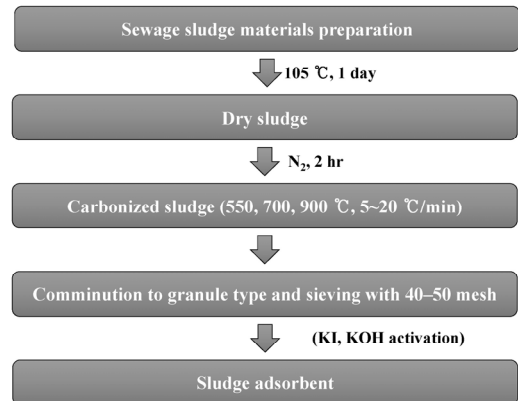 Sewage sludge materials preparation
105 ℃, 1 day
Dry sludge
N₂, 2 hr
Carbonized sludge (550, 700, 900 ℃, 5~20 ℃/min)
Comminution to granule type and sieving with 40–50 mesh
(KI, KOH activation)
Sludge adsorbent